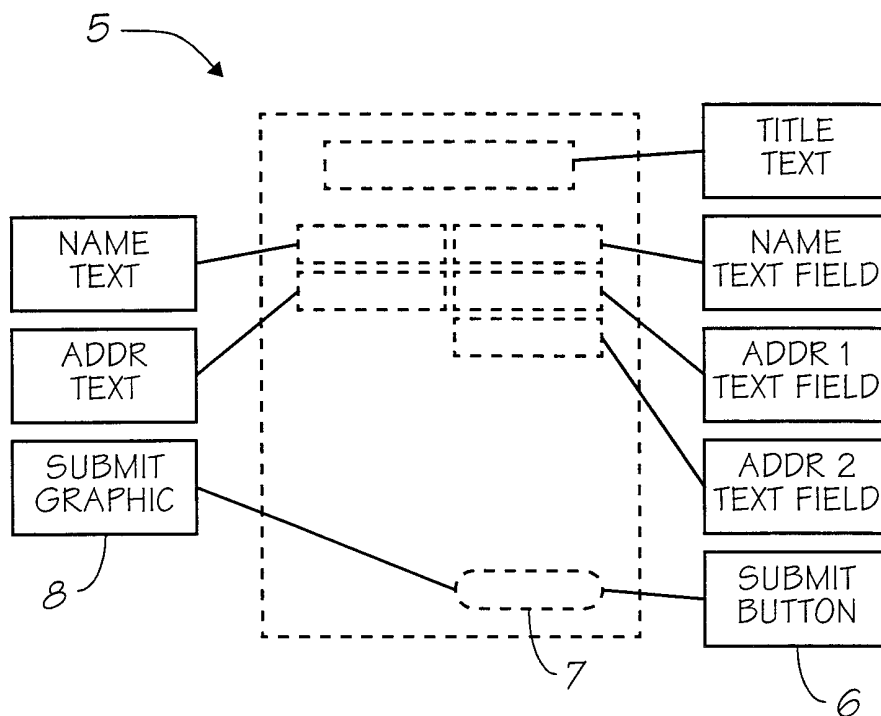 5
TITLE
TEXT
NAME
TEXT
NAME
TEXT FIELD
ADDR
TEXT
ADDR 1
TEXT FIELD
SUBMIT
GRAPHIC
ADDR 2
TEXT FIELD
SUBMIT
BUTTON
8
7
6